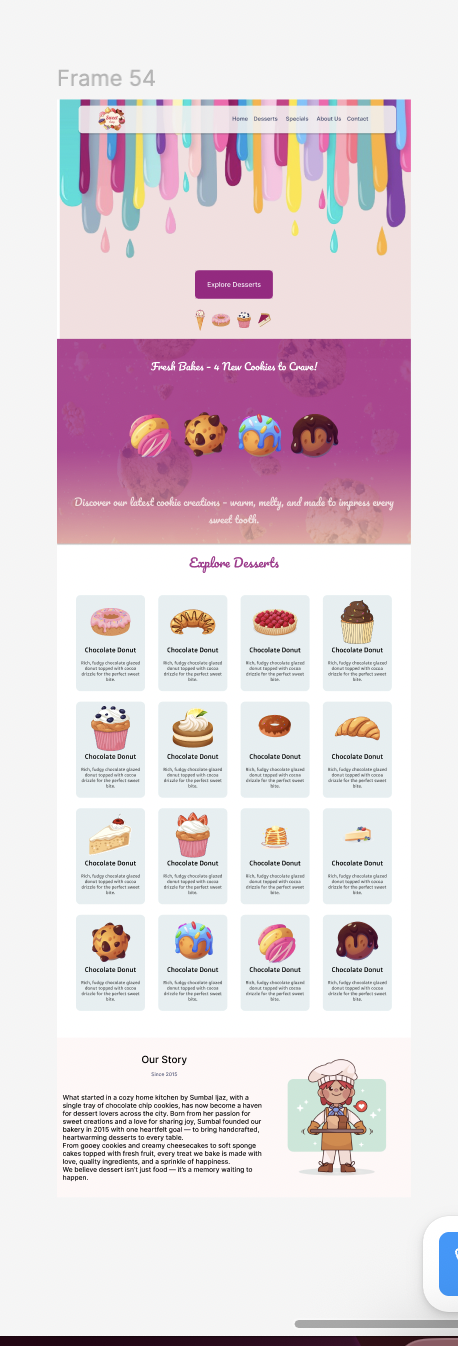 Frame 54
Sweet
Home Desserts Specials About Us Contact
Explore Desserts
Fresh Bakes – 4 New Cookies to Crave!
Discover our latest cookie creations – warm, melty, and made to impress every
sweet tooth.
Explore Desserts
Chocolate Donut Chocolate Donut Chocolate Donut Chocolate Donut
Rich, fudgy chocolate glazed Rich, fudgy chocolate glazed Rich, fudgy chocolate glazed Rich, fudgy chocolate glazed
donut topped with cocoa donut topped with cocoa donut topped with cocoa donut topped with cocoa
drizzle for the perfect sweet drizzle for the perfect sweet drizzle for the perfect sweet drizzle for the perfect sweet
bite. bite. bite. bite.
Chocolate Donut Chocolate Donut Chocolate Donut Chocolate Donut
Rich, fudgy chocolate glazed Rich, fudgy chocolate glazed Rich, fudgy chocolate glazed Rich, fudgy chocolate glazed
donut topped with cocoa donut topped with cocoa donut topped with cocoa donut topped with cocoa
drizzle for the perfect sweet drizzle for the perfect sweet drizzle for the perfect sweet drizzle for the perfect sweet
bite. bite. bite. bite.
Chocolate Donut Chocolate Donut Chocolate Donut Chocolate Donut
Rich, fudgy chocolate glazed Rich, fudgy chocolate glazed Rich, fudgy chocolate glazed Rich, fudgy chocolate glazed
donut topped with cocoa donut topped with cocoa donut topped with cocoa donut topped with cocoa
drizzle for the perfect sweet drizzle for the perfect sweet drizzle for the perfect sweet drizzle for the perfect sweet
bite. bite. bite. bite.
Chocolate Donut Chocolate Donut Chocolate Donut Chocolate Donut
Rich, fudgy chocolate glazed Rich, fudgy chocolate glazed Rich, fudgy chocolate glazed Rich, fudgy chocolate glazed
donut topped with cocoa donut topped with cocoa donut topped with cocoa donut topped with cocoa
drizzle for the perfect sweet drizzle for the perfect sweet drizzle for the perfect sweet drizzle for the perfect sweet
bite. bite. bite. bite.
Our Story
Since 2015
What started in a cozy home kitchen by Sumbal Ijaz, with a
single tray of chocolate chip cookies, has now become a haven
for dessert lovers across the city. Born from her passion for
sweet creations and a love for sharing joy, Sumbal founded our
bakery in 2015 with one heartfelt goal — to bring handcrafted,
heartwarming desserts to every table.
From gooey cookies and creamy cheesecakes to soft sponge
cakes topped with fresh fruit, every treat we bake is made with
love, quality ingredients, and a sprinkle of happiness.
We believe dessert isn't just food — it's a memory waiting to
happen.